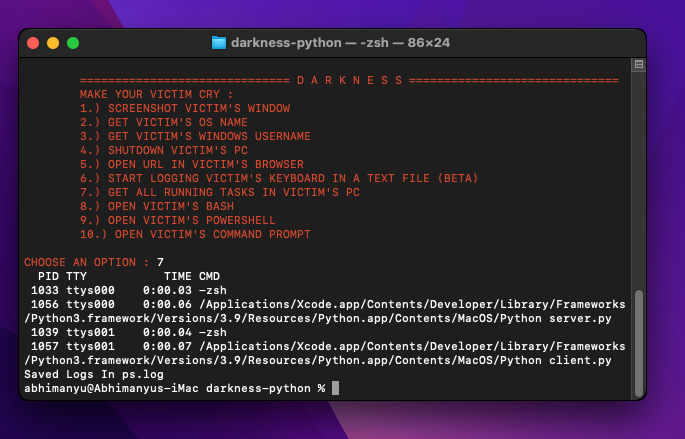 darkness-python — -zsh — 86×24
============================== D A R K N E S S ==============================
MAKE YOUR VICTIM CRY :
1.) SCREENSHOT VICTIM'S WINDOW
2.) GET VICTIM'S OS NAME
3.) GET VICTIM'S WINDOWS USERNAME
4.) SHUTDOWN VICTIM'S PC
5.) OPEN URL IN VICTIM'S BROWSER
6.) START LOGGING VICTIM'S KEYBOARD IN A TEXT FILE (BETA)
7.) GET ALL RUNNING TASKS IN VICTIM'S PC
8.) OPEN VICTIM'S BASH
9.) OPEN VICTIM'S POWERSHELL
10.) OPEN VICTIM'S COMMAND PROMPT
CHOOSE AN OPTION : 7
PID TTY TIME CMD
1033 ttys000 0:00.03 -zsh
1056 ttys000 0:00.06 /Applications/Xcode.app/Contents/Developer/Library/Frameworks
/Python3.framework/Versions/3.9/Resources/Python.app/Contents/MacOS/Python server.py
1039 ttys001 0:00.04 -zsh
1057 ttys001 0:00.07 /Applications/Xcode.app/Contents/Developer/Library/Frameworks
/Python3.framework/Versions/3.9/Resources/Python.app/Contents/MacOS/Python client.py
Saved Logs In ps.log
abhimanyu@Abhimanyus-iMac darkness-python %